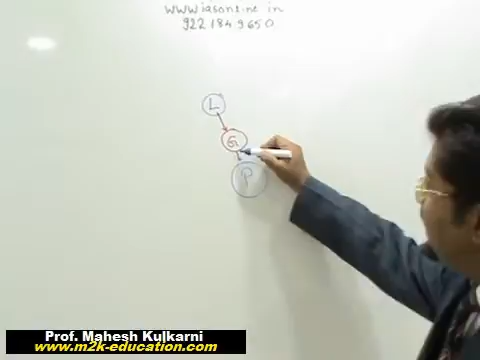 www.iasonline.in
922 184 9650
L
G
P
Prof. Mahesh Kulkarni
www.m2k-education.com